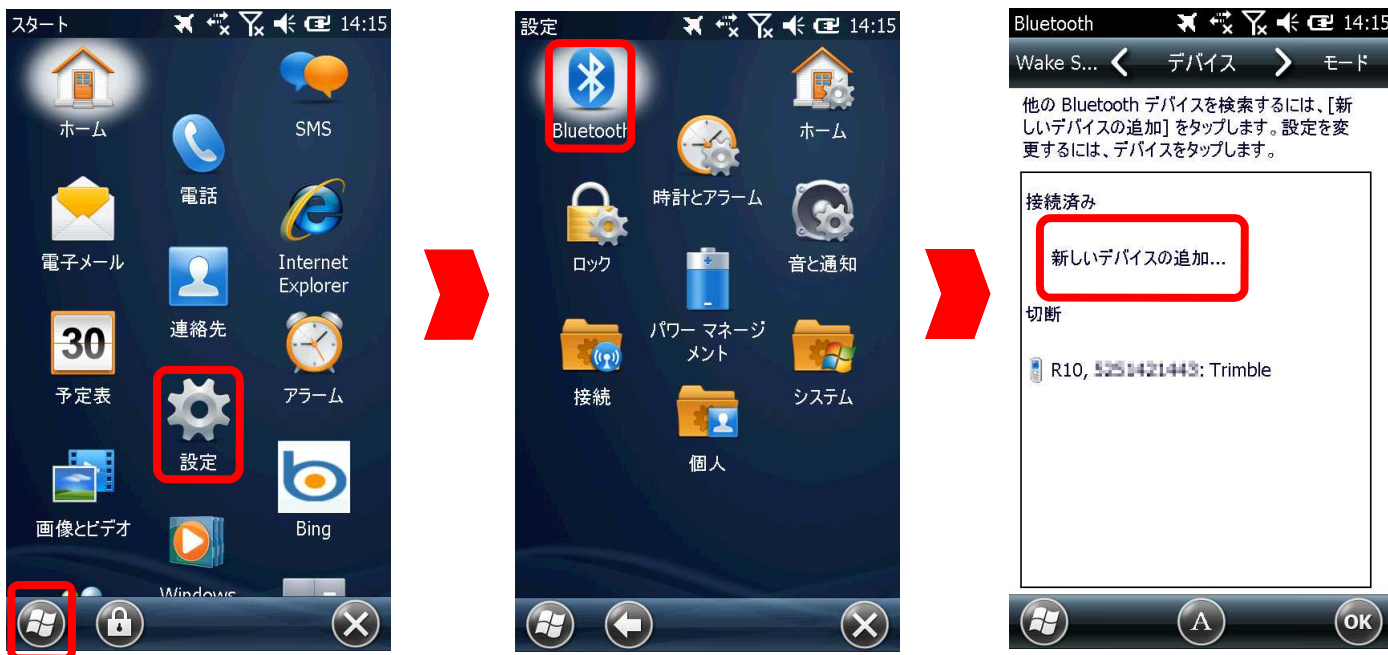 スタート 14:15
ホーム
SMS
電話
電子メール
Internet
Explorer
連絡先
30
予定表
アラーム
設定
画像とビデオ
Bing
Windows
設定 14:15
Bluetooth
ホーム
時計とアラーム
ロック
音と通知
パワー マネージ
メント
接続
システム
個人
Bluetooth 14:15
Wake S... デバイス モード
他の Bluetooth デバイスを検索するには、[新
しいデバイスの追加] をタップします。設定を変
更するには、デバイスをタップします。
接続済み
新しいデバイスの追加...
切断
R10, : Trimble
A
OK